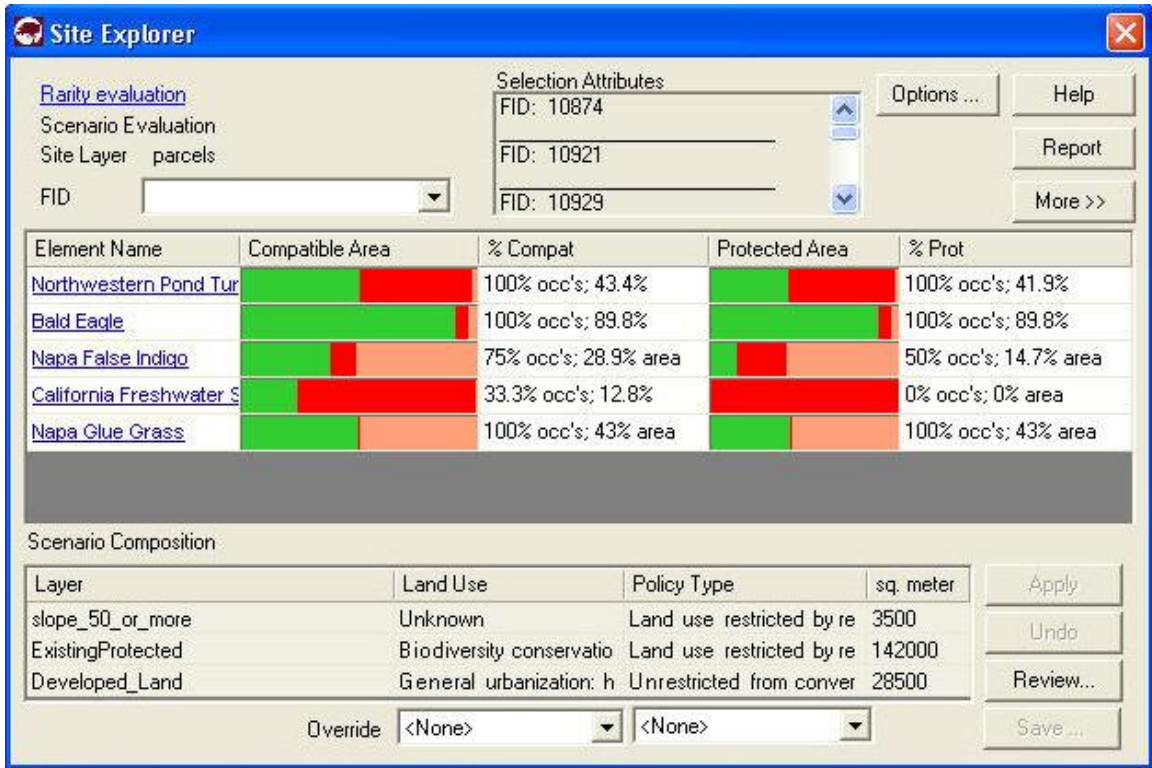 Site Explorer
Rarity evaluation
Scenario Evaluation
Site Layer parcels
FID
Selection Attributes
FID: 10874
FID: 10921
FID: 10929
Options ...
Help
Report
More >>
Element Name Compatible Area % Compat Protected Area % Prot
Northwestern Pond Tur 100% occ's; 43.4% 100% occ's; 41.9%
Bald Eagle 100% occ's; 89.8% 100% occ's; 89.8%
Napa False Indigo 75% occ's; 28.9% area 50% occ's; 14.7% area
California Freshwater S 33.3% occ's; 12.8% 0% occ's; 0% area
Napa Glue Grass 100% occ's; 43% area 100% occ's; 43% area
Scenario Composition
Layer Land Use Policy Type sq. meter
slope_50_or_more Unknown Land use restricted by re 3500
ExistingProtected Biodiversity conservatio Land use restricted by re 142000
Developed_Land General urbanization: h Unrestricted from conver 28500
Apply
Undo
Review...
Override <None> <None> Save ...